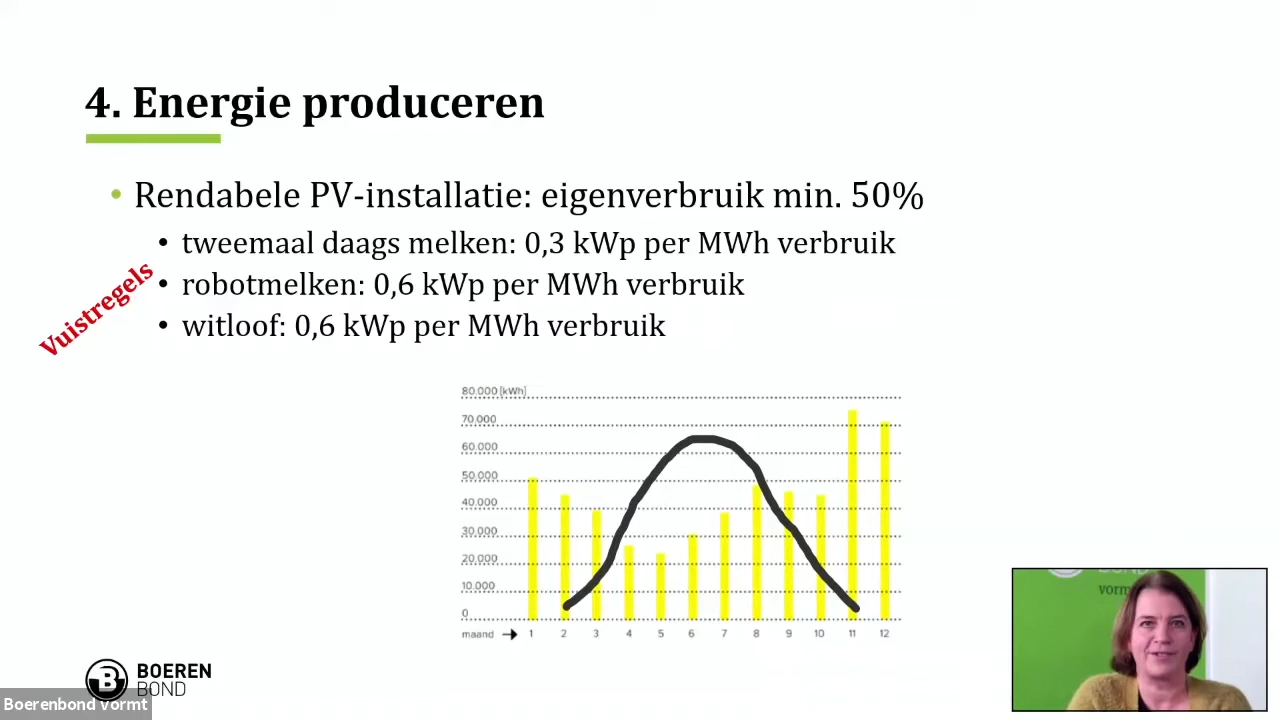 4. Energie produceren
• Rendabele PV-installatie: eigenverbruik min. 50%
• tweemaal daags melken: 0,3 kWp per MWh verbruik
• robotmelken: 0,6 kWp per MWh verbruik
• witloof: 0,6 kWp per MWh verbruik
Vuistregels
80.000 [kWh]
70.000
60.000
50.000
40.000
30.000
20.000
10.000
0
maand → 1 2 3 4 5 6 7 8 9 10 11 12
B BOEREN
BOND
Boerenbond Vormt